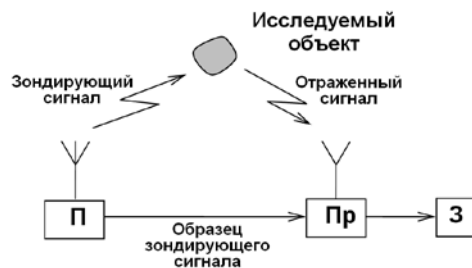 Исследуемый
объект
Зондирующий
сигнал
Отраженный
сигнал
П
Пр
З
Образец
зондирующего
сигнала